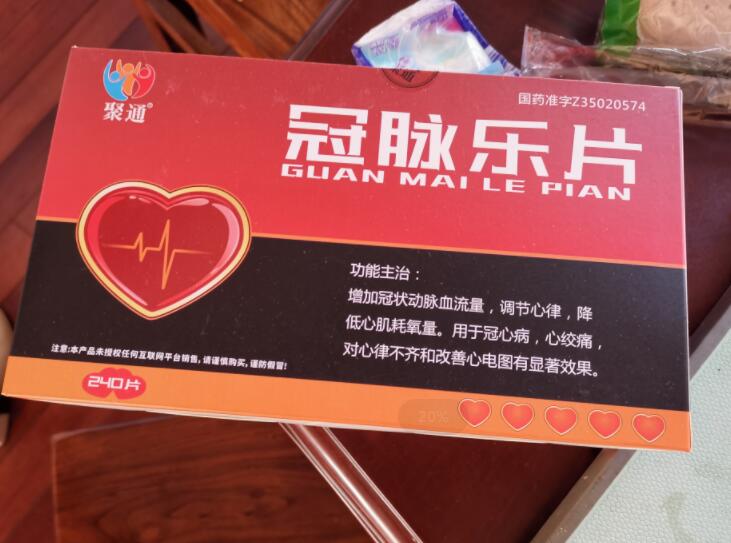 聚通®
国药准字Z35020574
冠脉乐片
GUAN MAI LE PIAN
功能主治：
增加冠状动脉血流量，调节心律，降
低心肌耗氧量。用于冠心病，心绞痛，
对心律不齐和改善心电图有显著效果。
注意:本产品未授权任何互联网平台销售,请谨慎购买,谨防假冒!
240片
20%